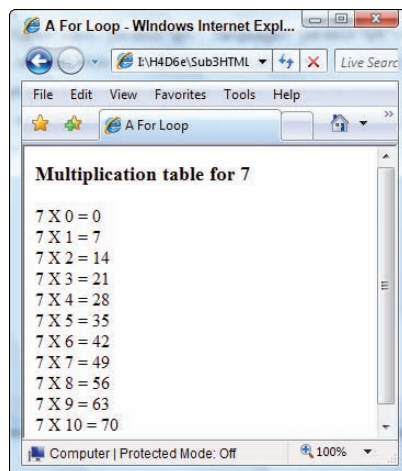 A For Loop - WIndows Internet Expl...
I:\H4D6e\Sub3HTML
Live Searc
File Edit View Favorites Tools Help
A For Loop
Multiplication table for 7
7 X 0 = 0
7 X 1 = 7
7 X 2 = 14
7 X 3 = 21
7 X 4 = 28
7 X 5 = 35
7 X 6 = 42
7 X 7 = 49
7 X 8 = 56
7 X 9 = 63
7 X 10 = 70
Computer | Protected Mode: Off 100%